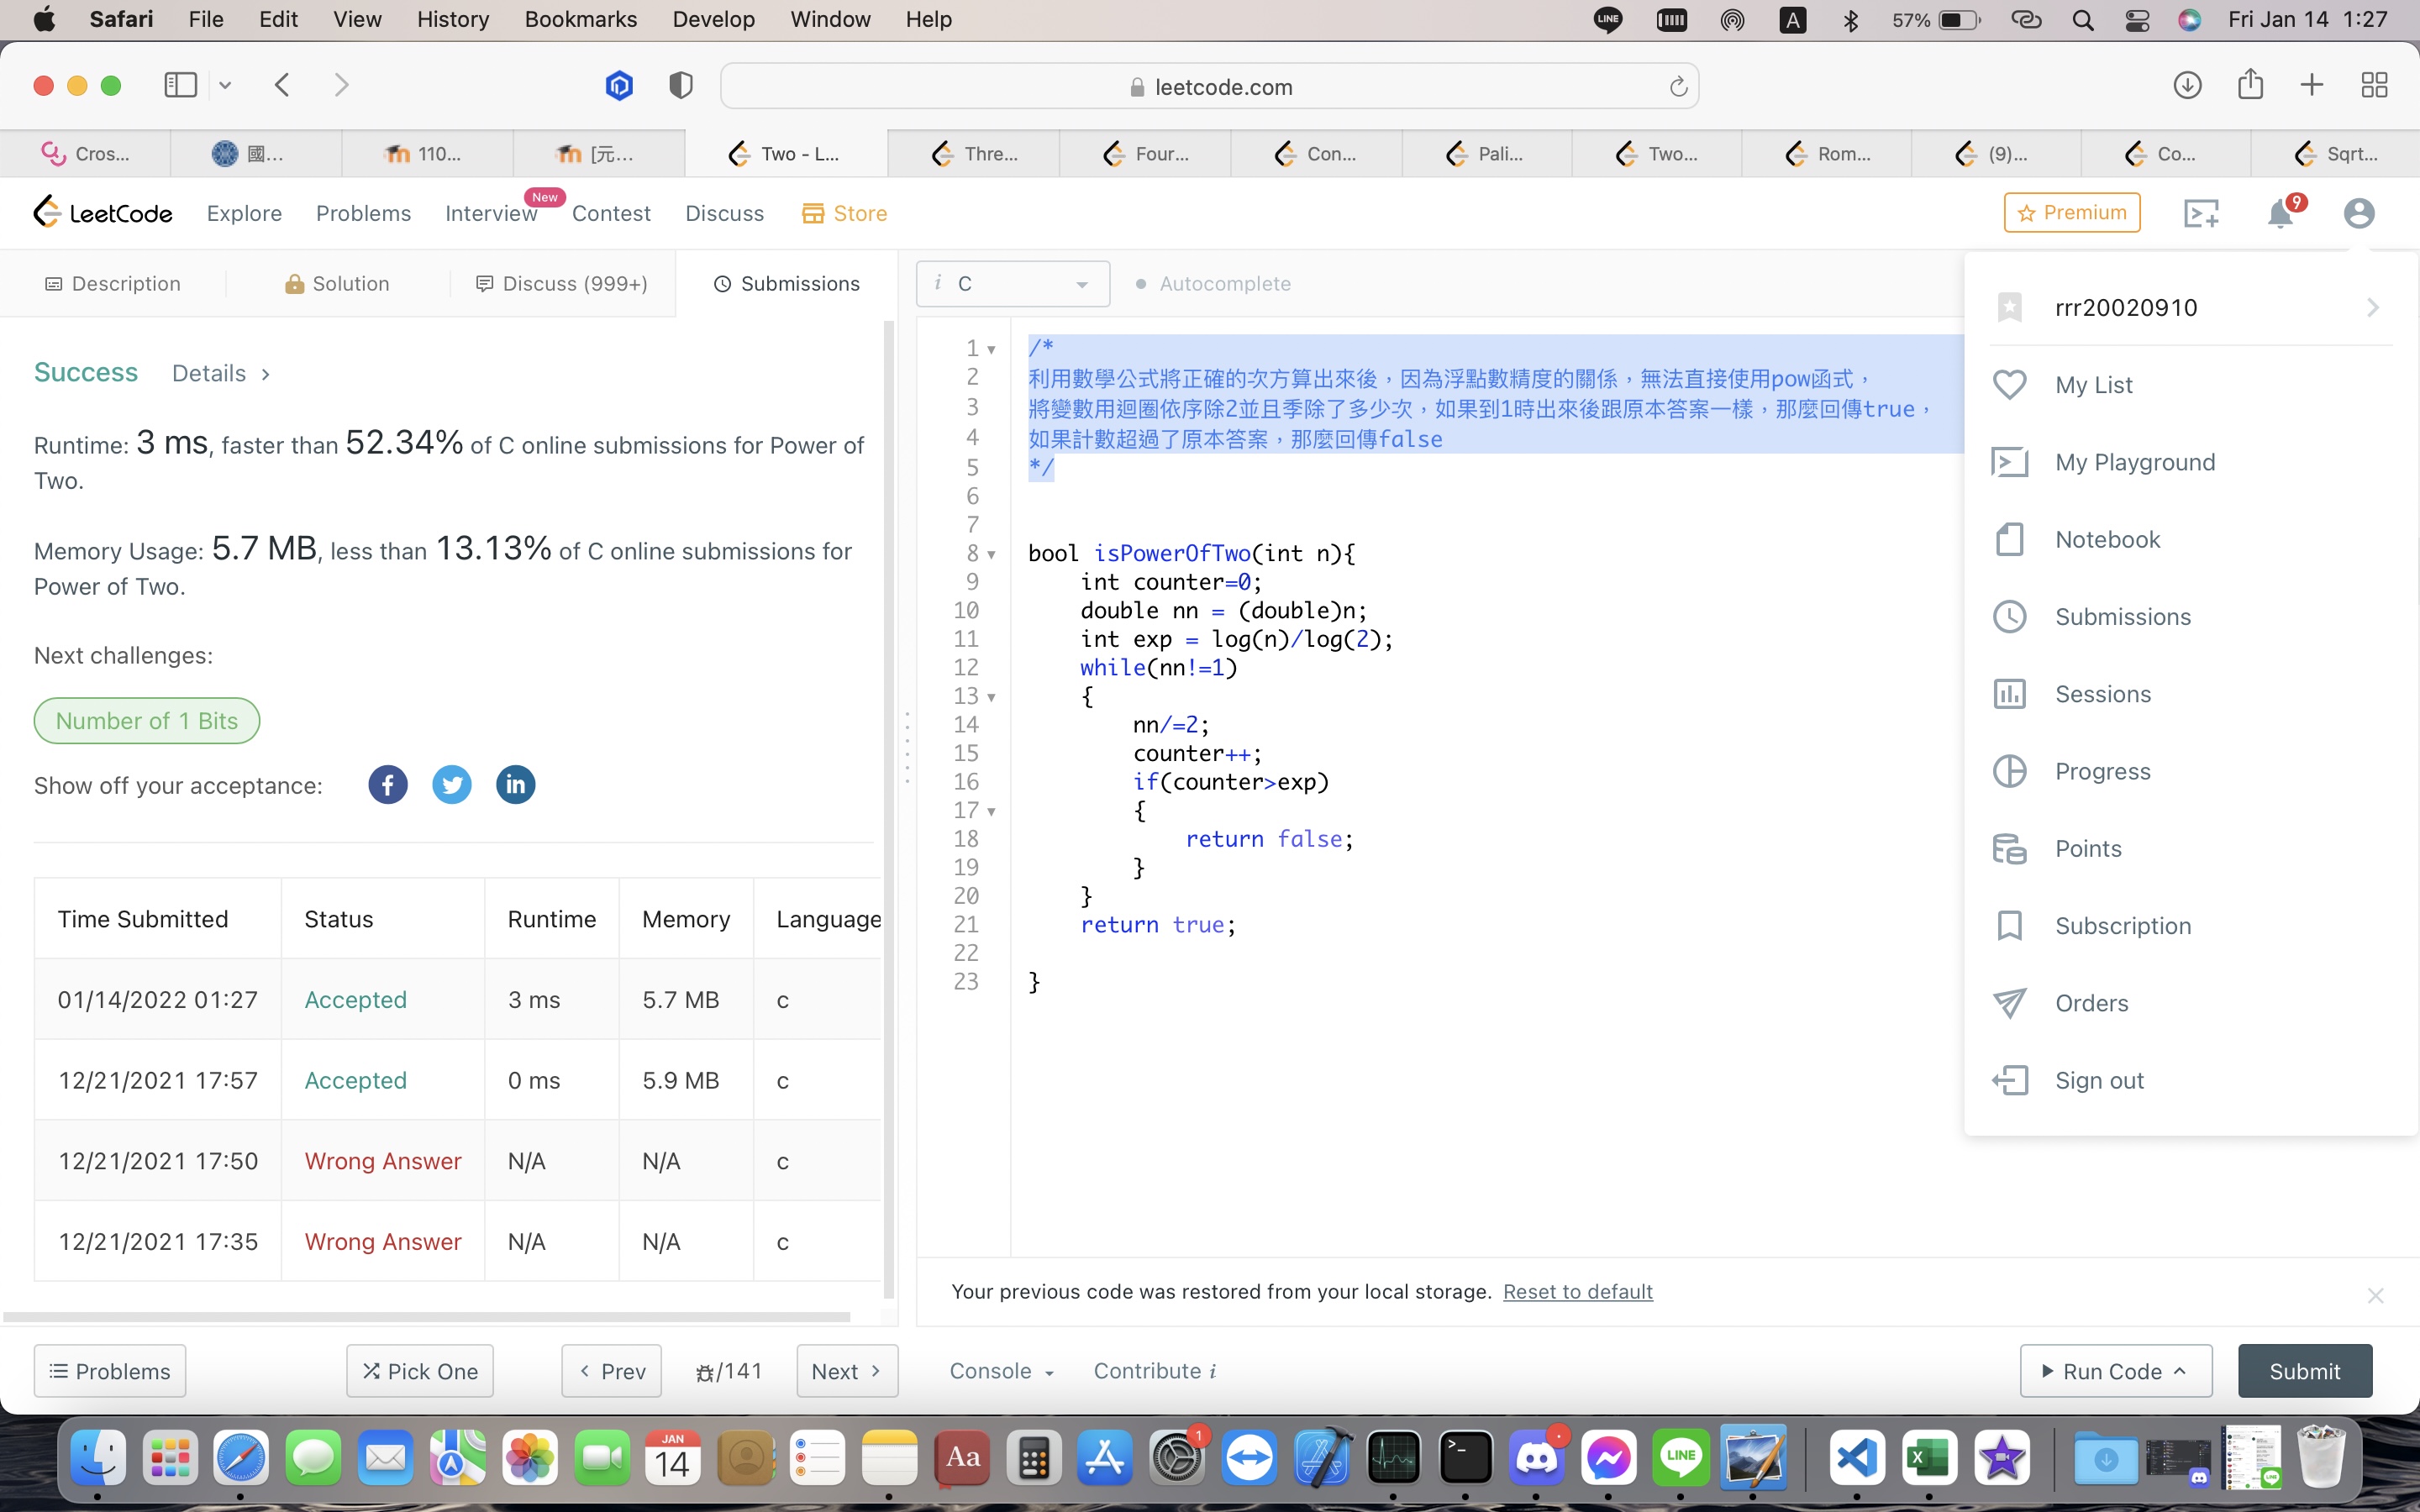 Safari File Edit View History Bookmarks Develop Window Help LINE A 57% Fri Jan 14 1:27
leetcode.com
Cros... 國... 110... [元... Two - L... Thre... Four... Con... Pali... Two... Rom... (9)... Co... Sqrt...
LeetCode Explore Problems Interview New Contest Discuss Store Premium 9
Description Solution Discuss (999+) Submissions
i C Autocomplete
Success Details >
Runtime: 3 ms, faster than 52.34% of C online submissions for Power of
Two.
Memory Usage: 5.7 MB, less than 13.13% of C online submissions for
Power of Two.
Next challenges:
Number of 1 Bits
Show off your acceptance:
Time Submitted Status Runtime Memory Language
01/14/2022 01:27 Accepted 3 ms 5.7 MB c
12/21/2021 17:57 Accepted 0 ms 5.9 MB c
12/21/2021 17:50 Wrong Answer N/A N/A c
12/21/2021 17:35 Wrong Answer N/A N/A c
1 /*
2 利用數學公式將正確的次方算出來後，因為浮點數精度的關係，無法直接使用pow函式，
3 將變數用迴圈依序除2並且季除了多少次，如果到1時出來後跟原本答案一樣，那麼回傳true，
4 如果計數超過了原本答案，那麼回傳false
5 */
6
7
8 bool isPowerOfTwo(int n){
9 int counter=0;
10 double nn = (double)n;
11 int exp = log(n)/log(2);
12 while(nn!=1)
13 {
14 nn/=2;
15 counter++;
16 if(counter>exp)
17 {
18 return false;
19 }
20 }
21 return true;
22
23 }
rrr20020910
My List
My Playground
Notebook
Submissions
Sessions
Progress
Points
Subscription
Orders
Sign out
Your previous code was restored from your local storage. Reset to default
Problems Pick One < Prev /141 Next > Console Contribute i Run Code Submit
JAN
14
Aa
1
LINE